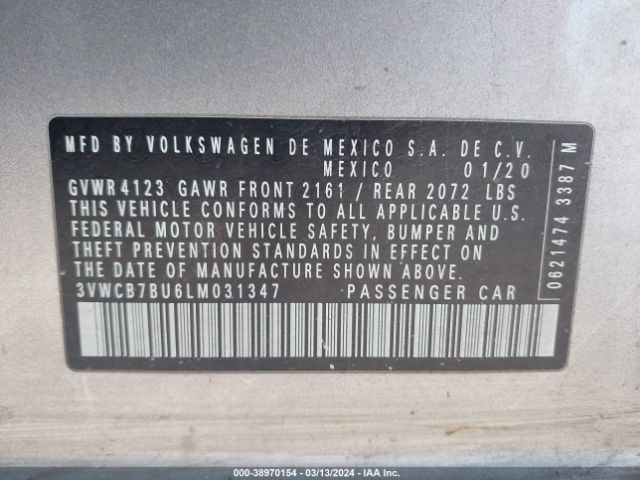 MFD BY VOLKSWAGEN DE MEXICO S.A. DE C.V.
MEXICO 01/20
GVWR 4123 GAWR FRONT 2161 / REAR 2072 LBS
THIS VEHICLE CONFORMS TO ALL APPLICABLE U.S.
FEDERAL MOTOR VEHICLE SAFETY, BUMPER AND
THEFT PREVENTION STANDARDS IN EFFECT ON
THE DATE OF MANUFACTURE SHOWN ABOVE.
3VWCB7BU6LM031347 PASSENGER CAR
0621474 3387 M
000-38970154 - 03/13/2024 - IAA Inc.